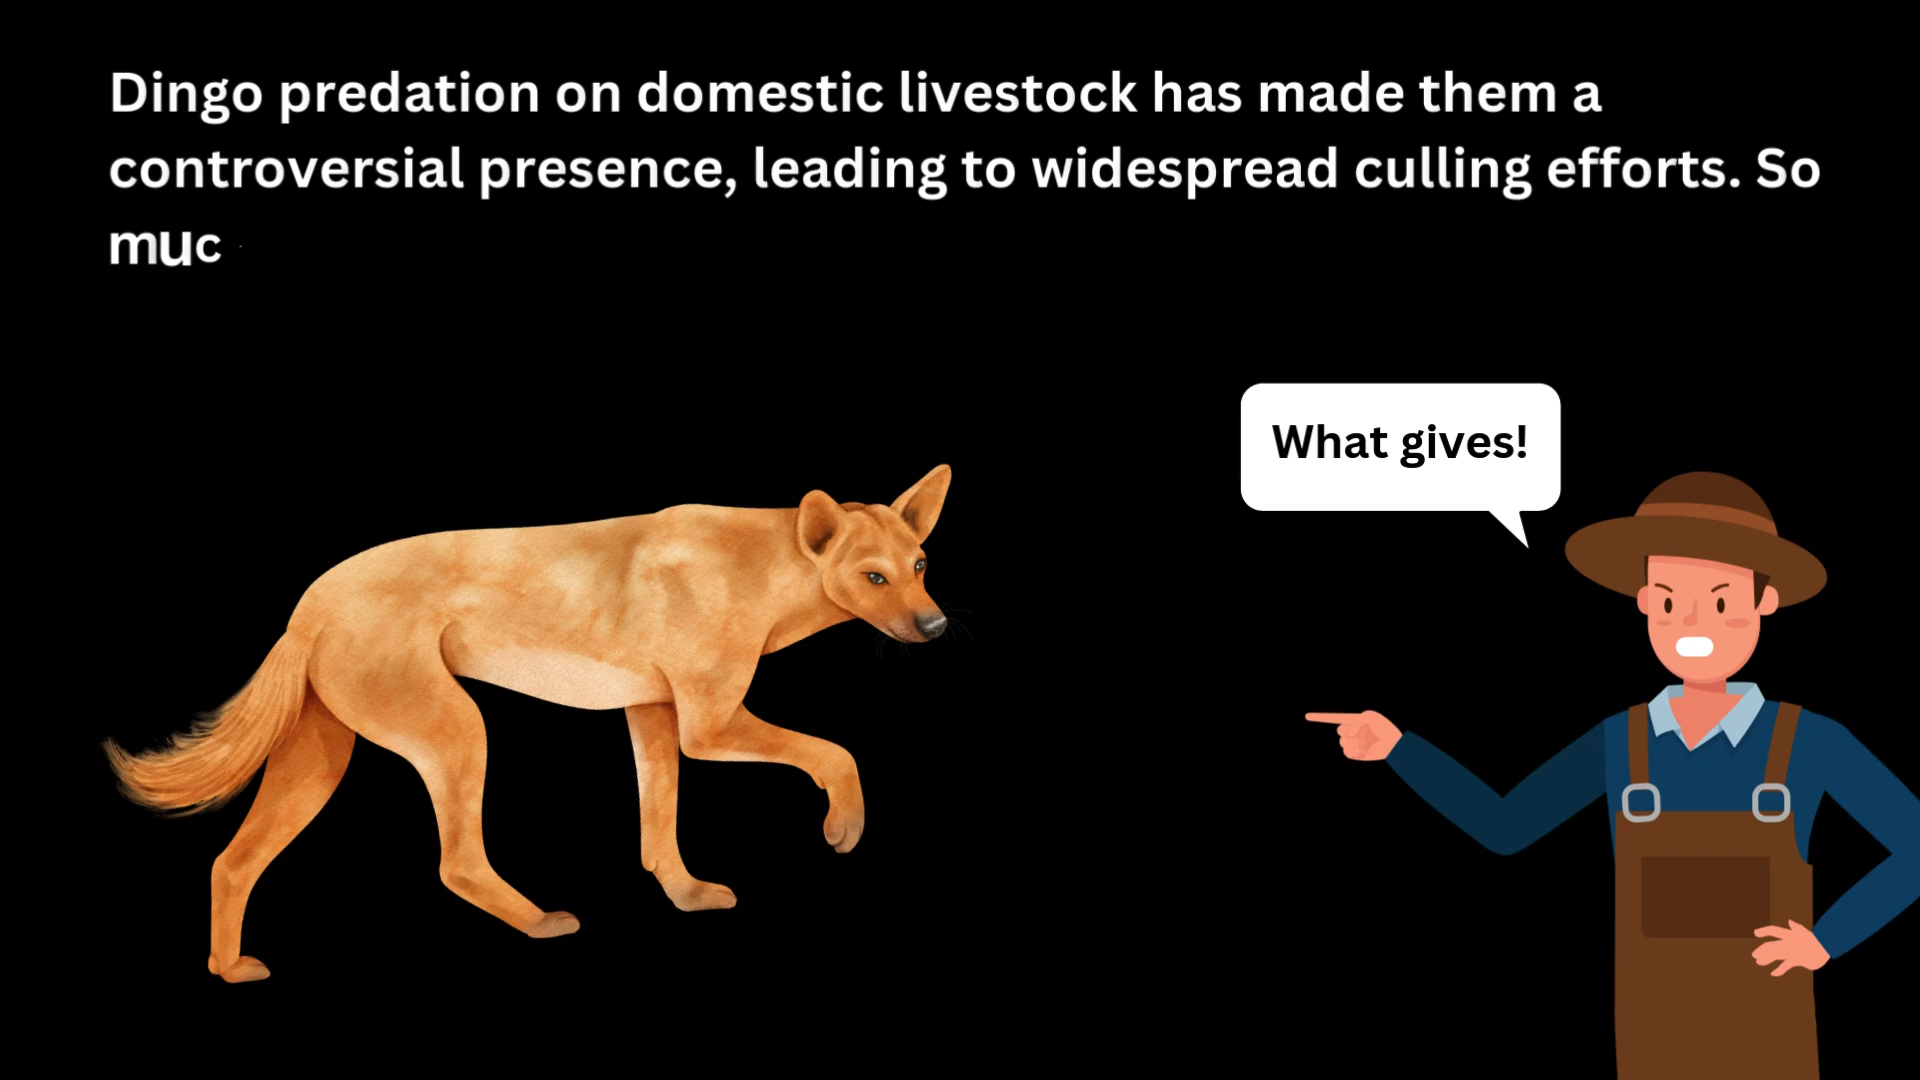 Dingo predation on domestic livestock has made them a
controversial presence, leading to widespread culling efforts. So
muc
What gives!